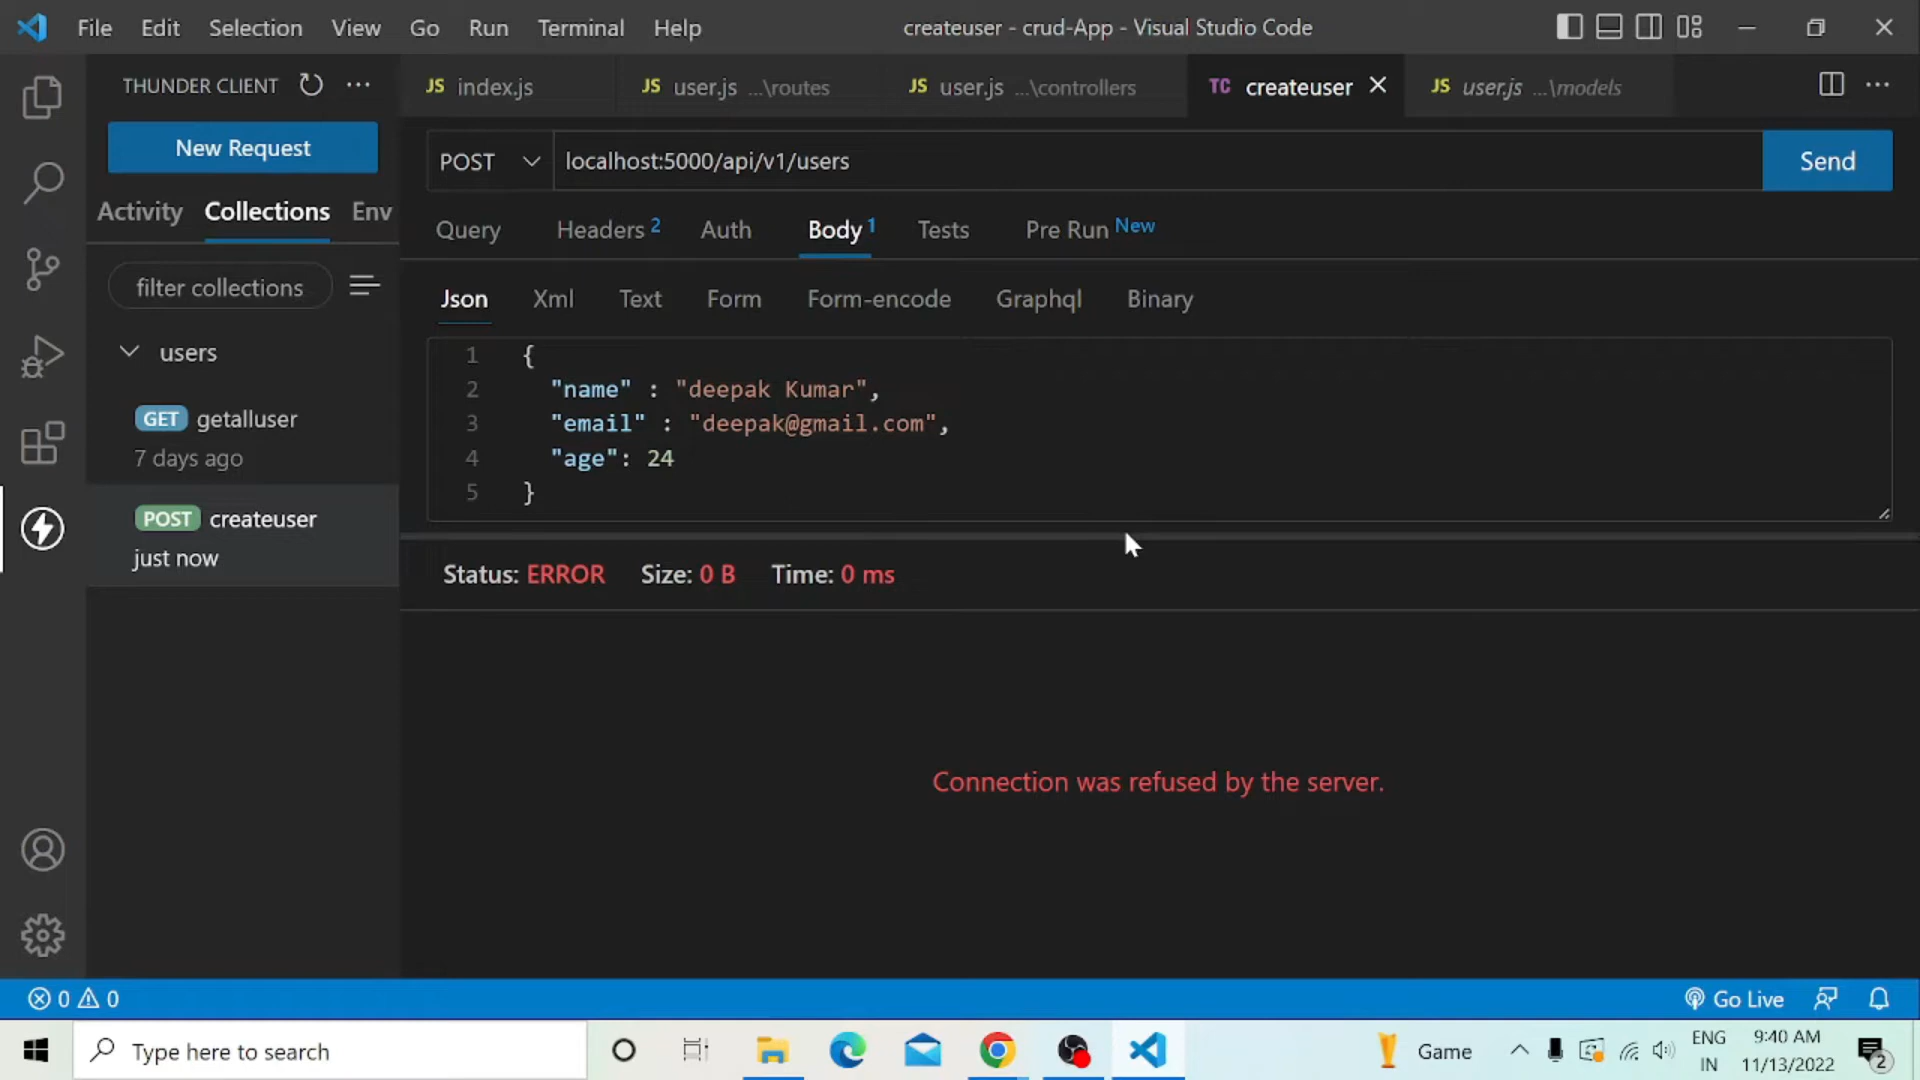 File Edit Selection View Go Run Terminal Help createuser - crud-App - Visual Studio Code
THUNDER CLIENT
JS index.js JS user.js ...\routes JS user.js ...\controllers TC createuser JS user.js ...\models
New Request
POST localhost:5000/api/v1/users Send
Activity Collections Env
Query Headers 2 Auth Body 1 Tests Pre Run New
filter collections
Json Xml Text Form Form-encode Graphql Binary
users
GET getalluser
7 days ago
POST createuser
just now
1 {
2 "name" : "deepak Kumar",
3 "email" : "deepak@gmail.com",
4 "age": 24
5 }
Status: ERROR Size: 0 B Time: 0 ms
Connection was refused by the server.
0 0 Go Live
Type here to search Game ENG 9:40 AM
IN 11/13/2022 2